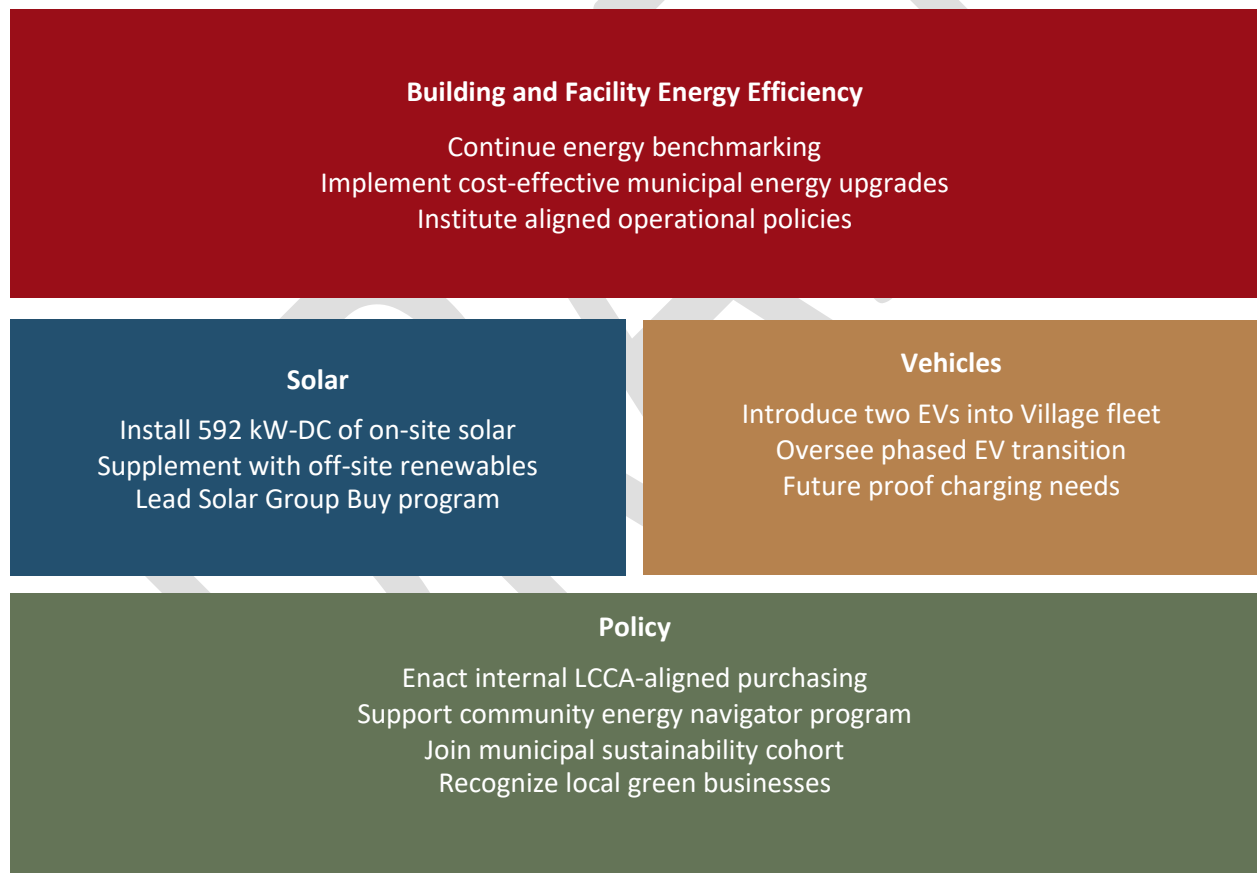 Building and Facility Energy Efficiency
Continue energy benchmarking
Implement cost-effective municipal energy upgrades
Institute aligned operational policies
Solar
Install 592 kW-DC of on-site solar
Supplement with off-site renewables
Lead Solar Group Buy program
Vehicles
Introduce two EVs into Village fleet
Oversee phased EV transition
Future proof charging needs
Policy
Enact internal LCCA-aligned purchasing
Support community energy navigator program
Join municipal sustainability cohort
Recognize local green businesses